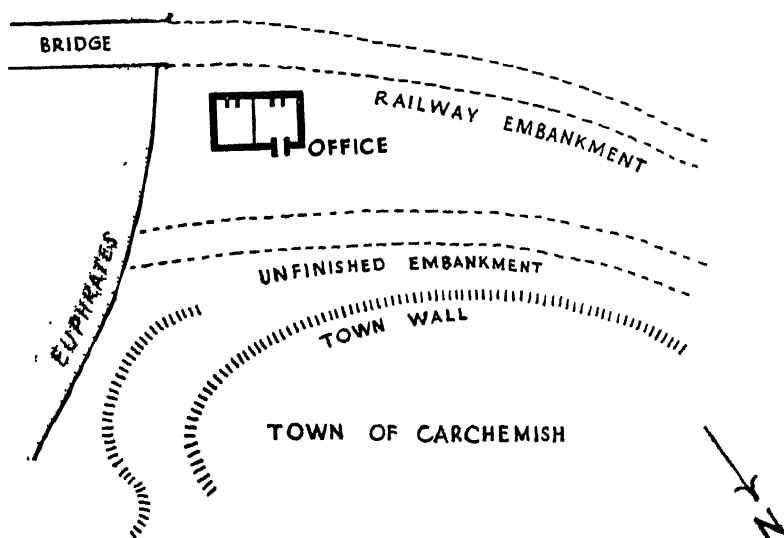 BRIDGE
RAILWAY EMBANKMENT
OFFICE
EUPHRATES
UNFINISHED EMBANKMENT
TOWN WALL
TOWN OF CARCHEMISH
N